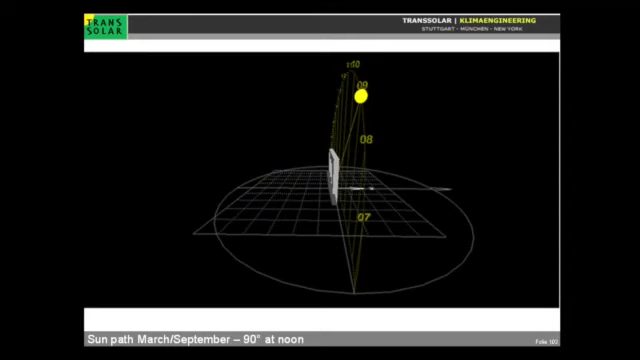 TRANS
SOLAR
TRANSSOLAR | KLIMAENGINEERING
STUTTGART - MÜNCHEN - NEW YORK
09
08
07
Sun path March/September – 90° at noon